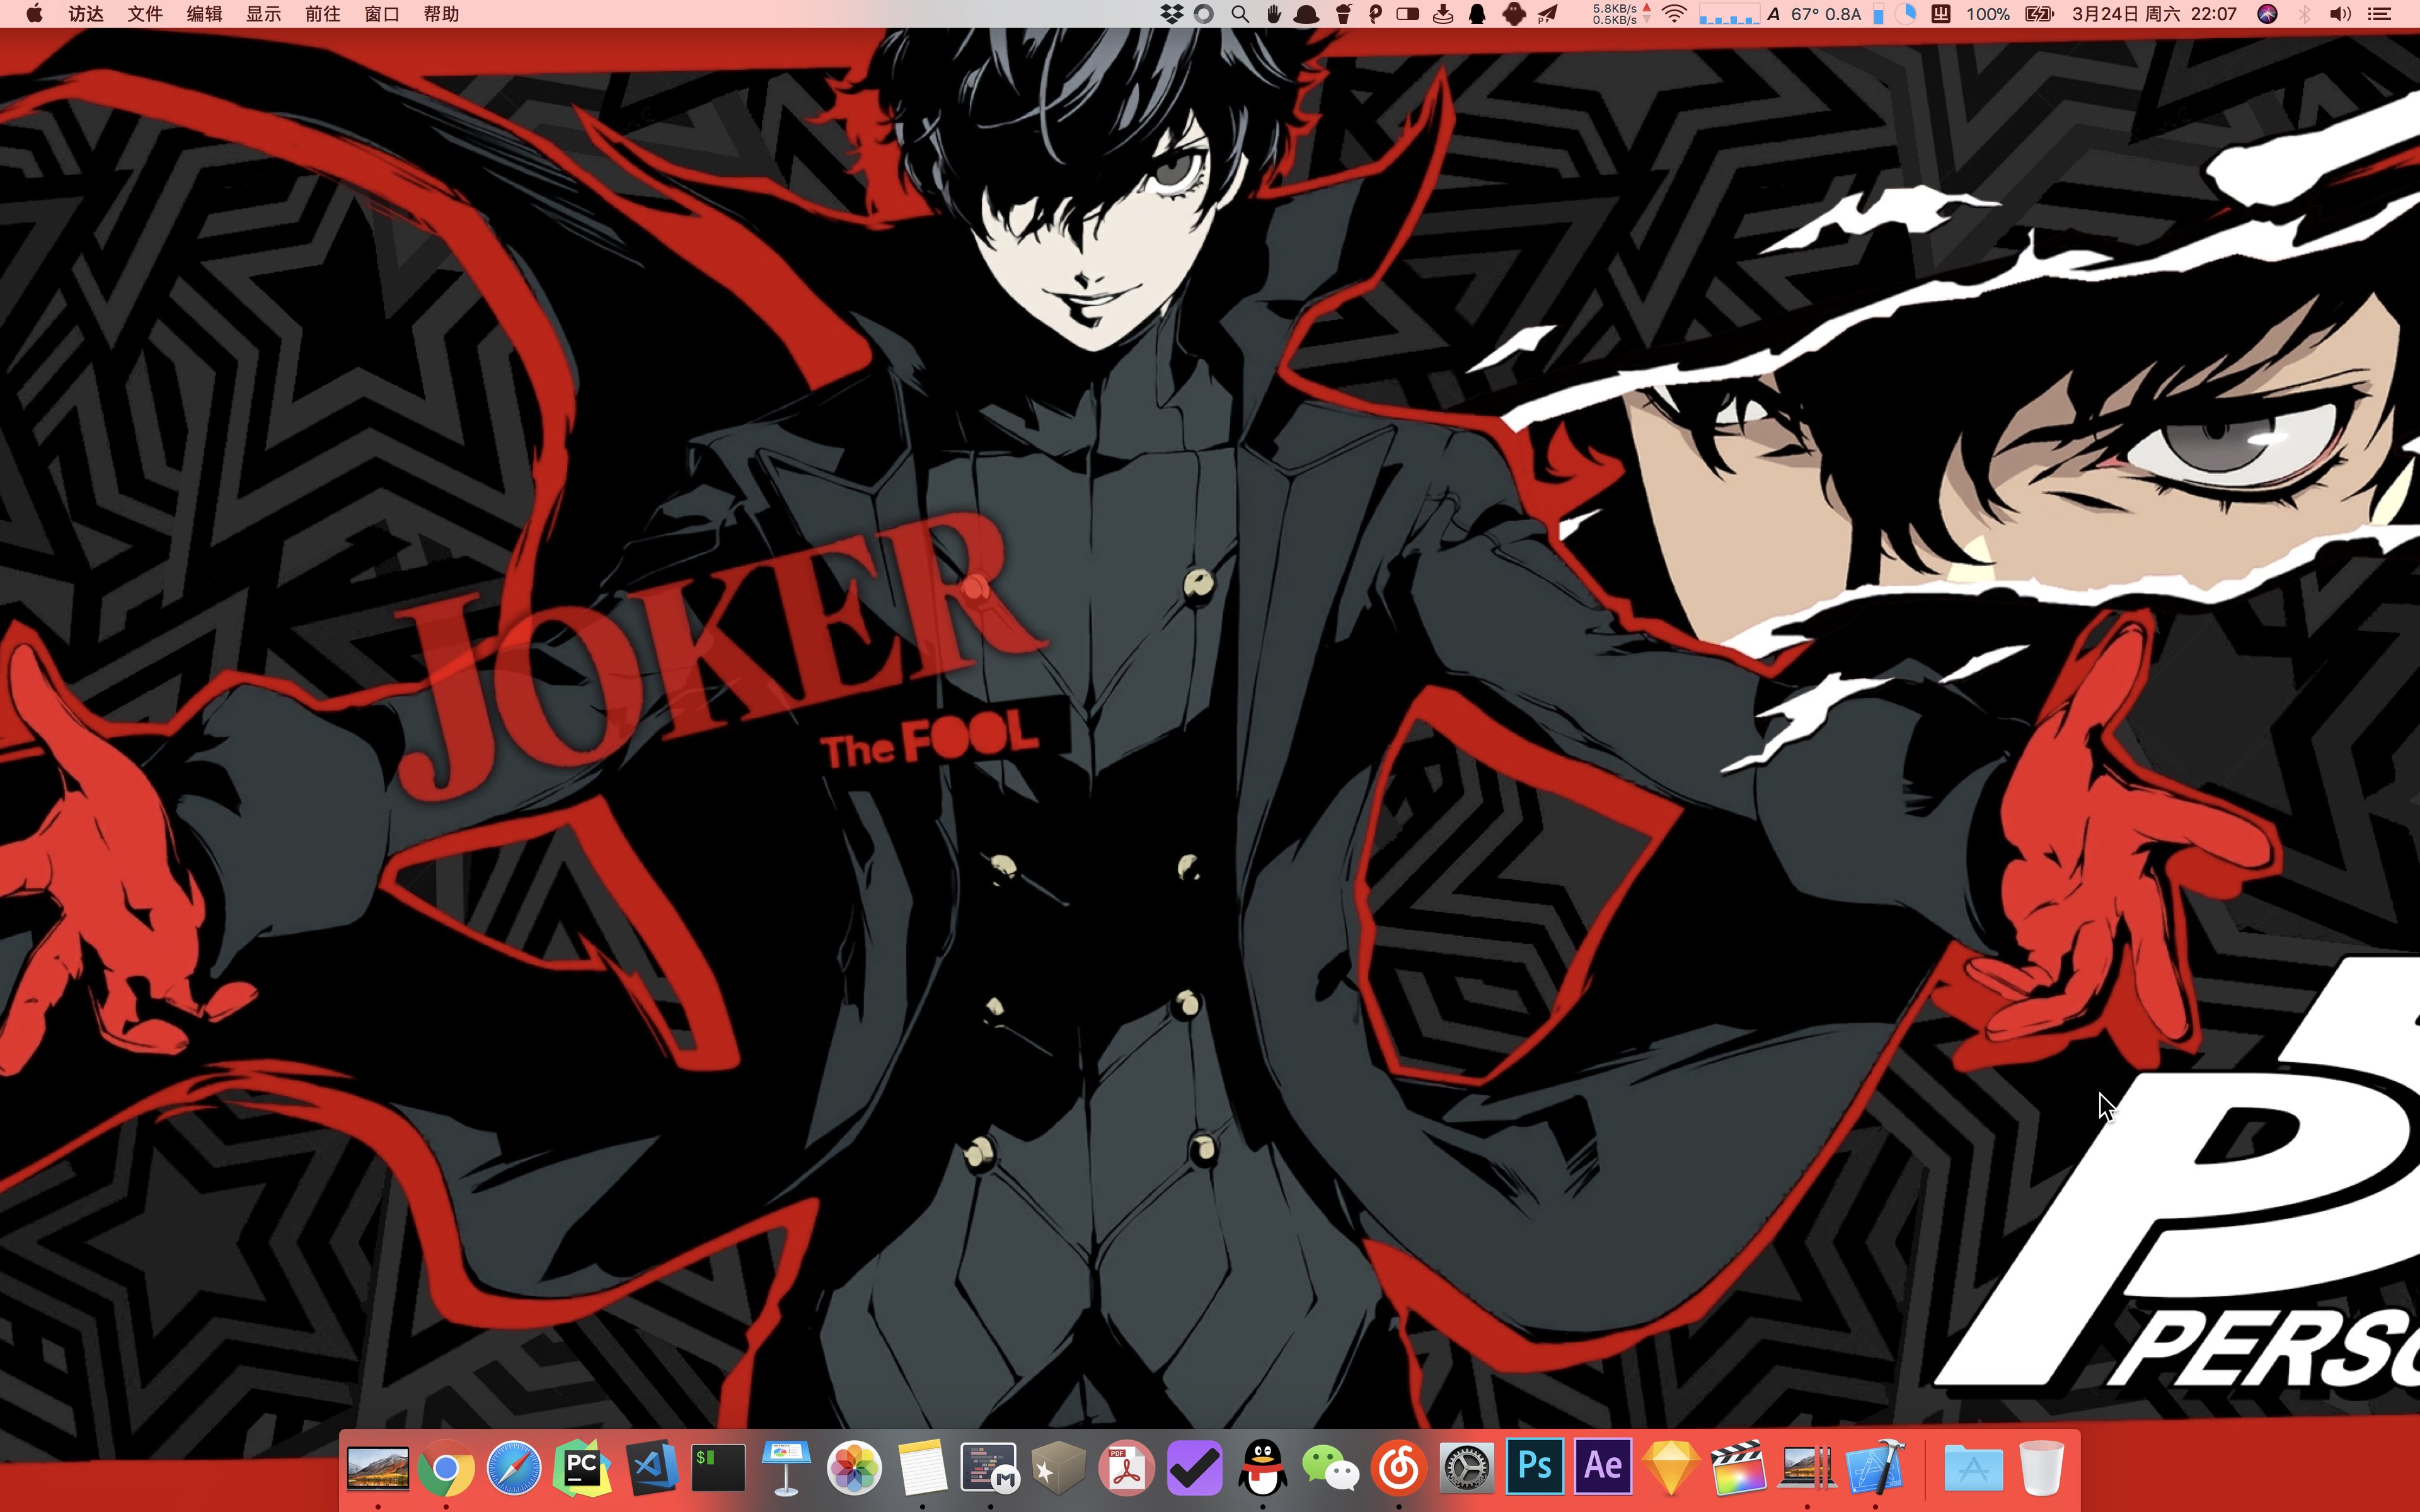 访达 文件 编辑 显示 前往 窗口 帮助
5.8KB/s
0.5KB/s
A 67° 0.8A 100% 3月24日 周六 22:07
JOKER
The FOOL
PERSO
PC
$
PDF
M
Ps
Ae